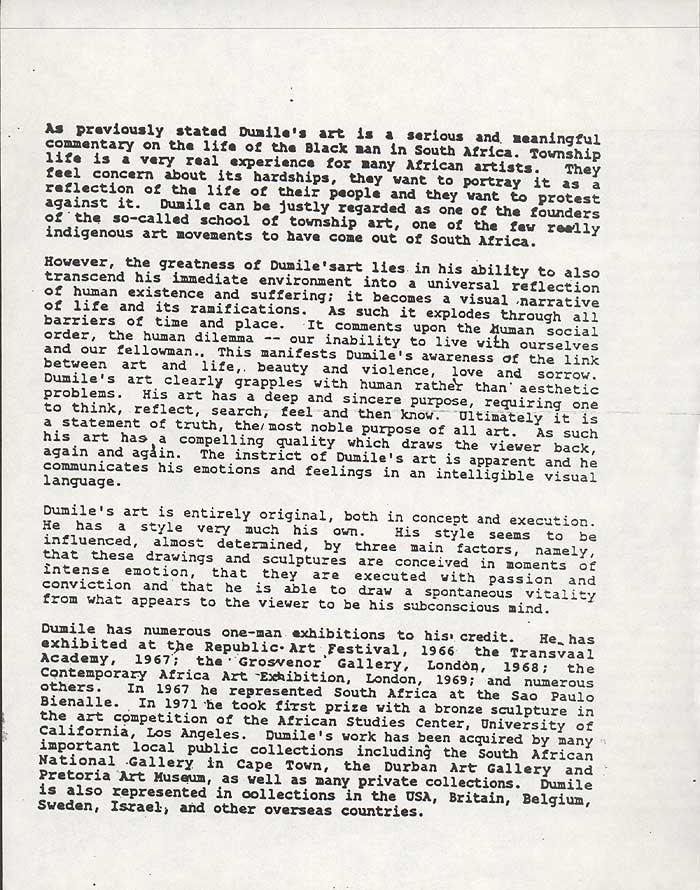 As previously stated Dumile's art is a serious and meaningful
commentary on the life of the Black man in South Africa. Township
life is a very real experience for many African artists. They
feel concern about its hardships, they want to portray it as a
reflection of the life of their people and they want to protest
against it. Dumile can be justly regarded as one of the founders
of the so-called school of township art, one of the few really
indigenous art movements to have come out of South Africa.
However, the greatness of Dumile'sart lies in his ability to also
transcend his immediate environment into a universal reflection
of human existence and suffering; it becomes a visual narrative
of life and its ramifications. As such it explodes through all
barriers of time and place. It comments upon the Human social
order, the human dilemma -- our inability to live with ourselves
and our fellowman.. This manifests Dumile's awareness of the link
between art and life, beauty and violence, love and sorrow.
Dumile's art clearly grapples with human rather than aesthetic
problems. His art has a deep and sincere purpose, requiring one
to think, reflect, search, feel and then know. Ultimately it is
a statement of truth, the most noble purpose of all art. As such
his art has a compelling quality which draws the viewer back,
again and again. The instrict of Dumile's art is apparent and he
communicates his emotions and feelings in an intelligible visual
language.
Dumile's art is entirely original, both in concept and execution.
He has a style very much his own. His style seems to be
influenced, almost determined, by three main factors, namely,
that these drawings and sculptures are conceived in moments of
intense emotion, that they are executed with passion and
conviction and that he is able to draw a spontaneous vitality
from what appears to the viewer to be his subconscious mind.
Dumile has numerous one-man exhibitions to his credit. He has
exhibited at the Republic Art Festival, 1966 the Transvaal
Academy, 1967; the Grosvenor Gallery, London, 1968; the
Contemporary Africa Art Exhibition, London, 1969; and numerous
others. In 1967 he represented South Africa at the Sao Paulo
Bienalle. In 1971 he took first prize with a bronze sculpture in
the art competition of the African Studies Center, University of
California, Los Angeles. Dumile's work has been acquired by many
important local public collections including the South African
National Gallery in Cape Town, the Durban Art Gallery and
Pretoria Art Museum, as well as many private collections. Dumile
is also represented in collections in the USA, Britain, Belgium,
Sweden, Israel, and other overseas countries.